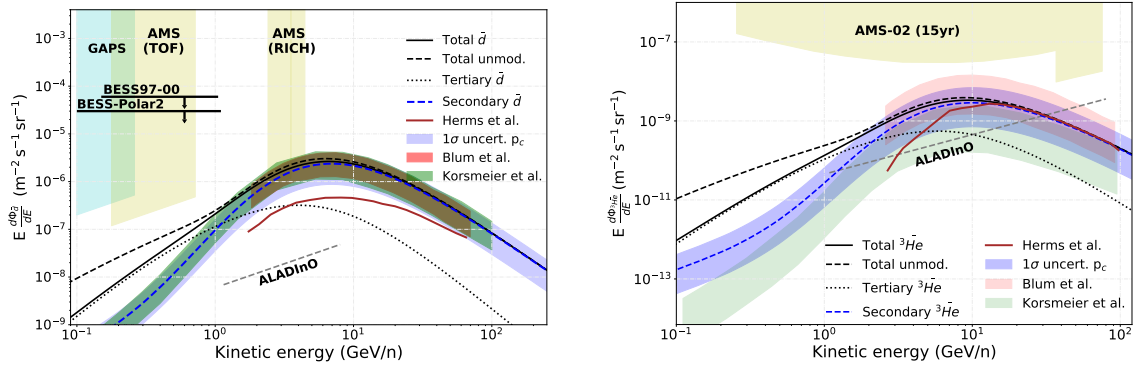 10⁻³
10⁻⁴
10⁻⁵
10⁻⁶
10⁻⁷
10⁻⁸
10⁻⁹
E dΦ_d̄/dE (m⁻² s⁻¹ sr⁻¹)
GAPS
AMS
(TOF)
AMS
(RICH)
BESS97-00
BESS-Polar2
ALADInO
Total d̄
Total unmod.
Tertiary d̄
Secondary d̄
Herms et al.
1σ uncert. p_c
Blum et al.
Korsmeier et al.
10⁻¹ 10⁰ 10¹ 10²
Kinetic energy (GeV/n)
10⁻⁷
10⁻⁹
10⁻¹¹
10⁻¹³
E dΦ_³H̄e/dE (m⁻² s⁻¹ sr⁻¹)
AMS-02 (15yr)
ALADInO
Total ³H̄e
Total unmod.
Tertiary ³H̄e
Secondary ³H̄e
Herms et al.
1σ uncert. p_c
Blum et al.
Korsmeier et al.
10⁻¹ 10⁰ 10¹ 10²
Kinetic energy (GeV/n)